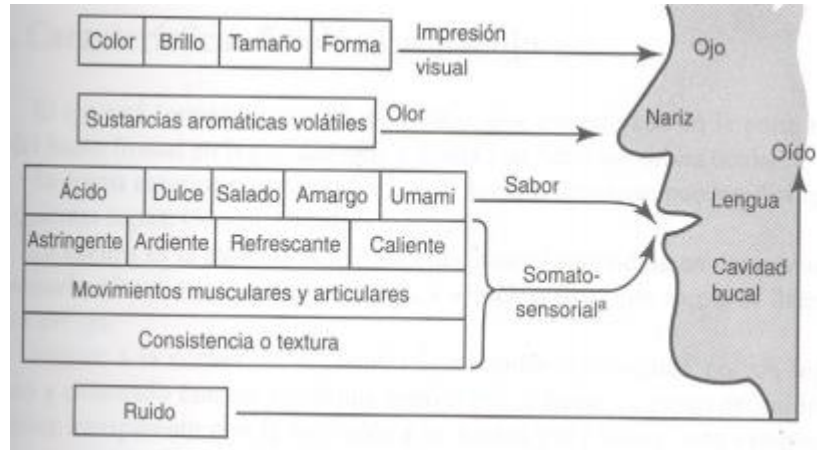 Color Brillo Tamaño Forma
Impresión
visual
Ojo
Sustancias aromáticas volátiles
Olor
Nariz
Oído
Ácido Dulce Salado Amargo Umami
Sabor
Lengua
Astringente Ardiente Refrescante Caliente
Movimientos musculares y articulares
Consistencia o textura
Somato-
sensorialᵃ
Cavidad
bucal
Ruido